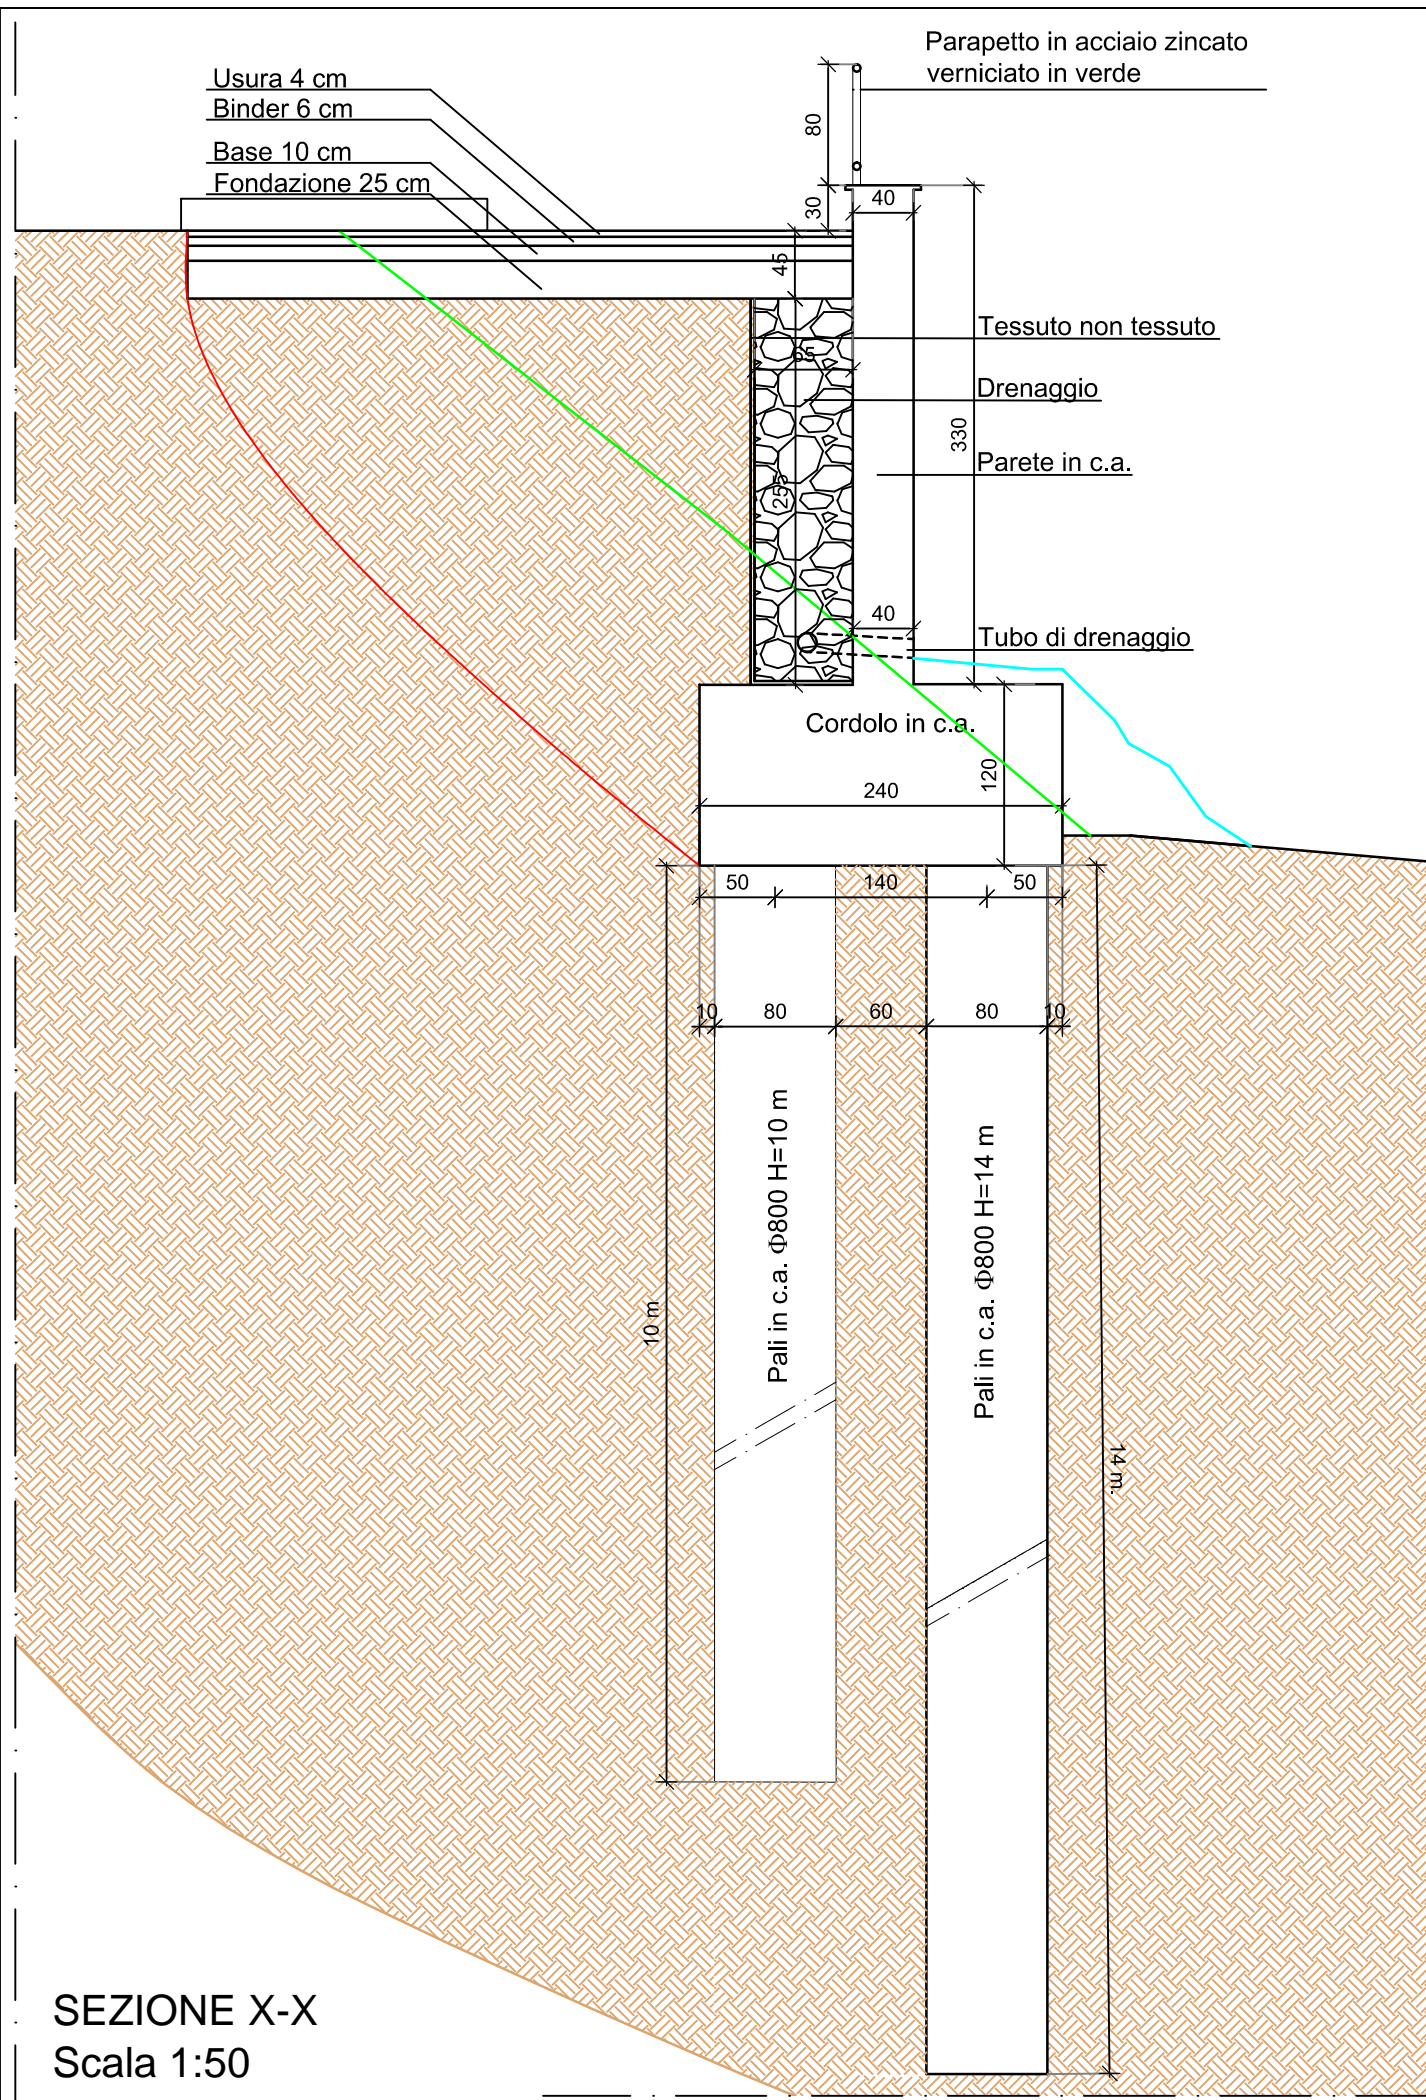 Parapetto in acciaio zincato
verniciato in verde
Usura 4 cm
Binder 6 cm
Base 10 cm
Fondazione 25 cm
80
30
40
45
Tessuto non tessuto
65
Drenaggio
330
Parete in c.a.
255
40
Tubo di drenaggio
Cordolo in c.a.
120
240
50
140
50
10
80
60
80
10
Pali in c.a. Φ800 H=10 m
Pali in c.a. Φ800 H=14 m
10 m
14 m.
SEZIONE X-X
Scala 1:50